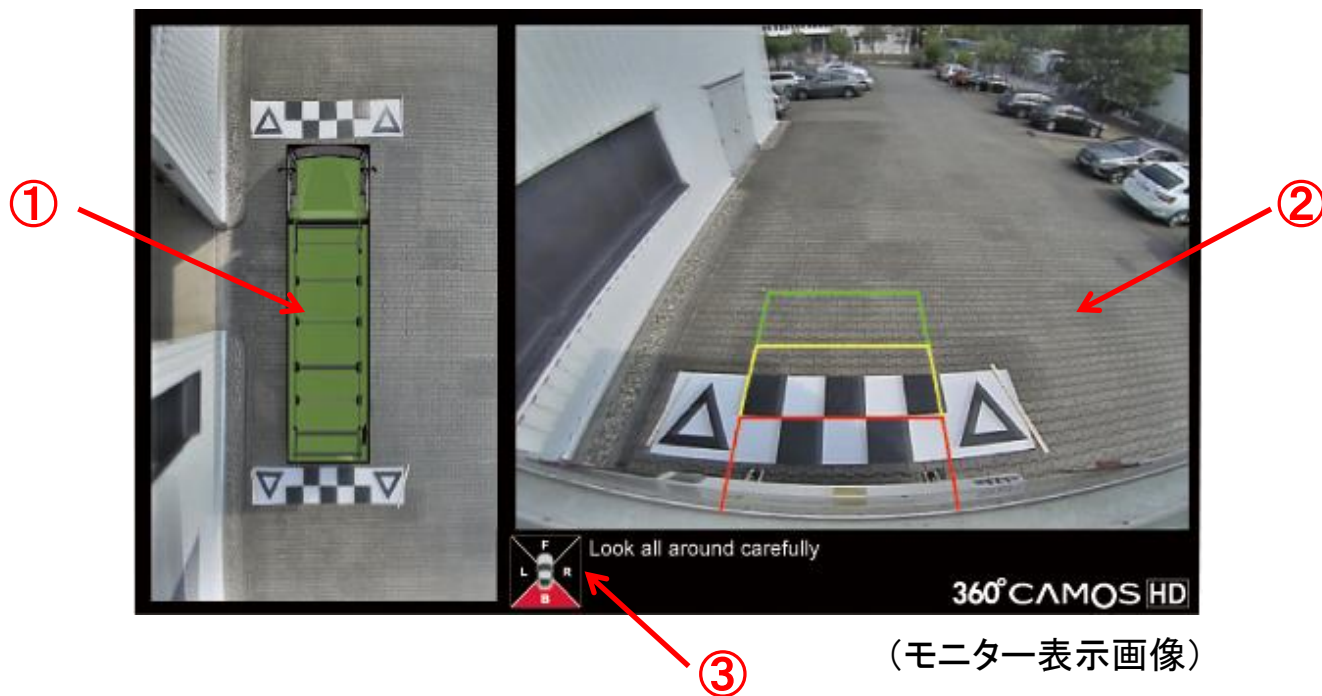 ①
②
F
L R
B
Look all around carefully
360°CAMOS HD
③
(モニター表示画像)